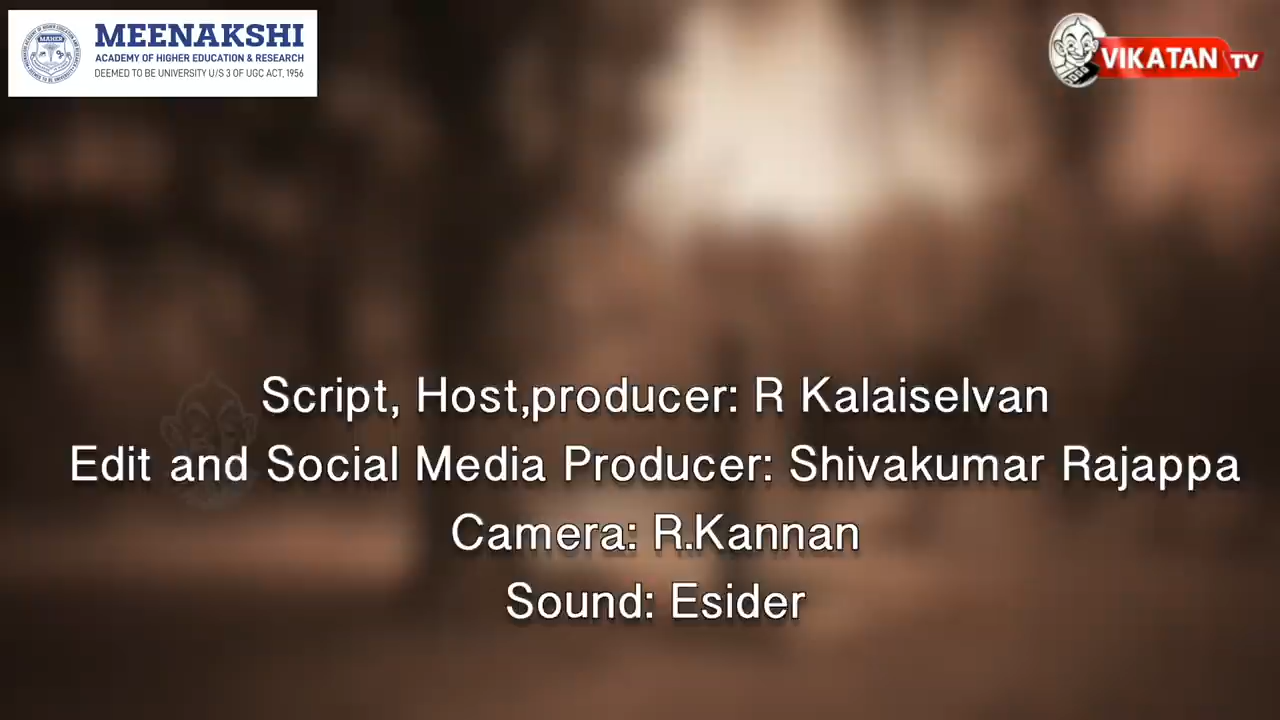 MEENAKSHI
ACADEMY OF HIGHER EDUCATION & RESEARCH
DEEMED TO BE UNIVERSITY U/S 3 OF UGC ACT, 1956
MAHER
VIKATAN TV
Script, Host,producer: R Kalaiselvan
Edit and Social Media Producer: Shivakumar Rajappa
Camera: R.Kannan
Sound: Esider